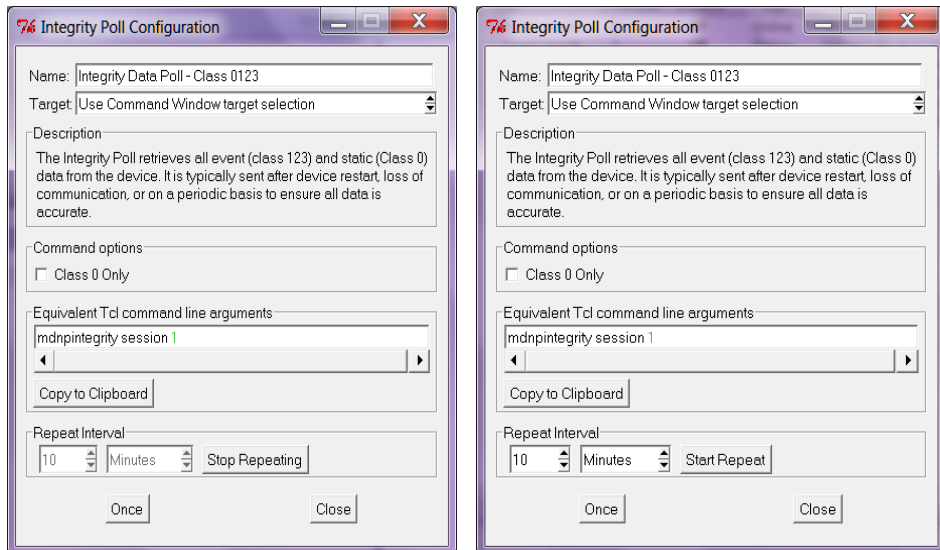 Integrity Poll Configuration
Name: Integrity Data Poll - Class 0123
Target: Use Command Window target selection
Description
The Integrity Poll retrieves all event (class 123) and static (Class 0)
data from the device. It is typically sent after device restart, loss of
communication, or on a periodic basis to ensure all data is
accurate.
Command options
Class 0 Only
Equivalent Tcl command line arguments
mdnpintegrity session 1
Copy to Clipboard
Repeat Interval
10 Minutes Stop Repeating
Once Close
Integrity Poll Configuration
Name: Integrity Data Poll - Class 0123
Target: Use Command Window target selection
Description
The Integrity Poll retrieves all event (class 123) and static (Class 0)
data from the device. It is typically sent after device restart, loss of
communication, or on a periodic basis to ensure all data is
accurate.
Command options
Class 0 Only
Equivalent Tcl command line arguments
mdnpintegrity session 1
Copy to Clipboard
Repeat Interval
10 Minutes Start Repeat
Once Close